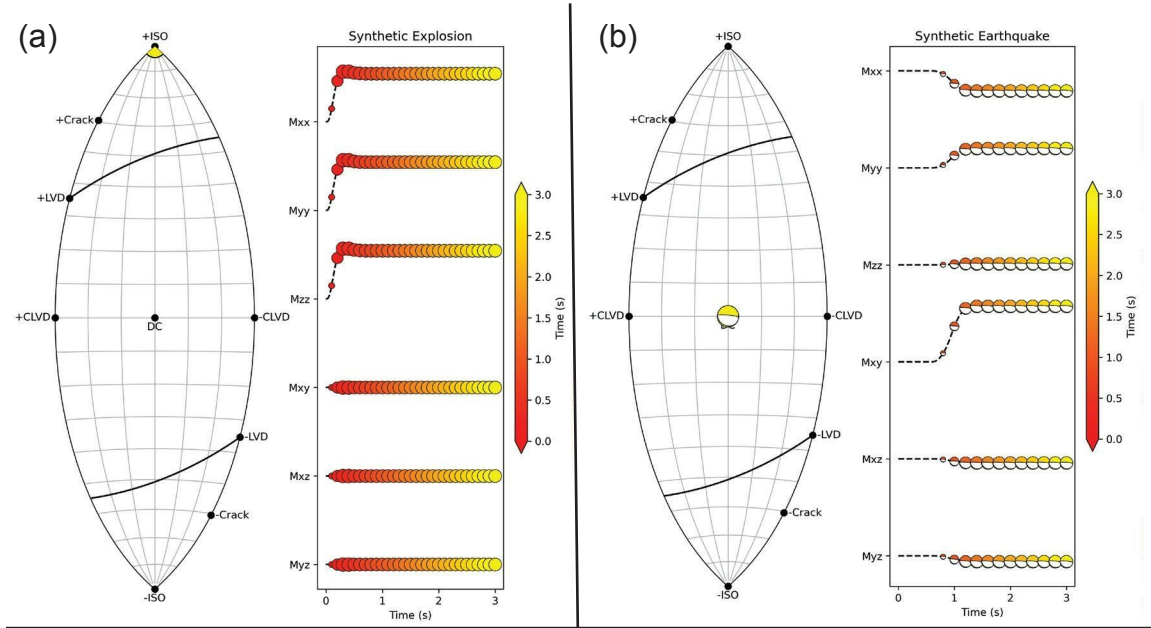 (a)
+ISO
+Crack
+LVD
+CLVD
DC
-CLVD
-LVD
-Crack
-ISO
Synthetic Explosion
Mxx
Myy
Mzz
Mxy
Mxz
Myz
0
1
2
3
Time (s)
3.0
2.5
2.0
1.5
1.0
0.5
0.0
Time (s)
(b)
+ISO
+Crack
+LVD
+CLVD
-CLVD
-LVD
-Crack
-ISO
Synthetic Earthquake
Mxx
Myy
Mzz
Mxy
Mxz
Myz
0
1
2
3
Time (s)
3.0
2.5
2.0
1.5
1.0
0.5
0.0
Time (s)